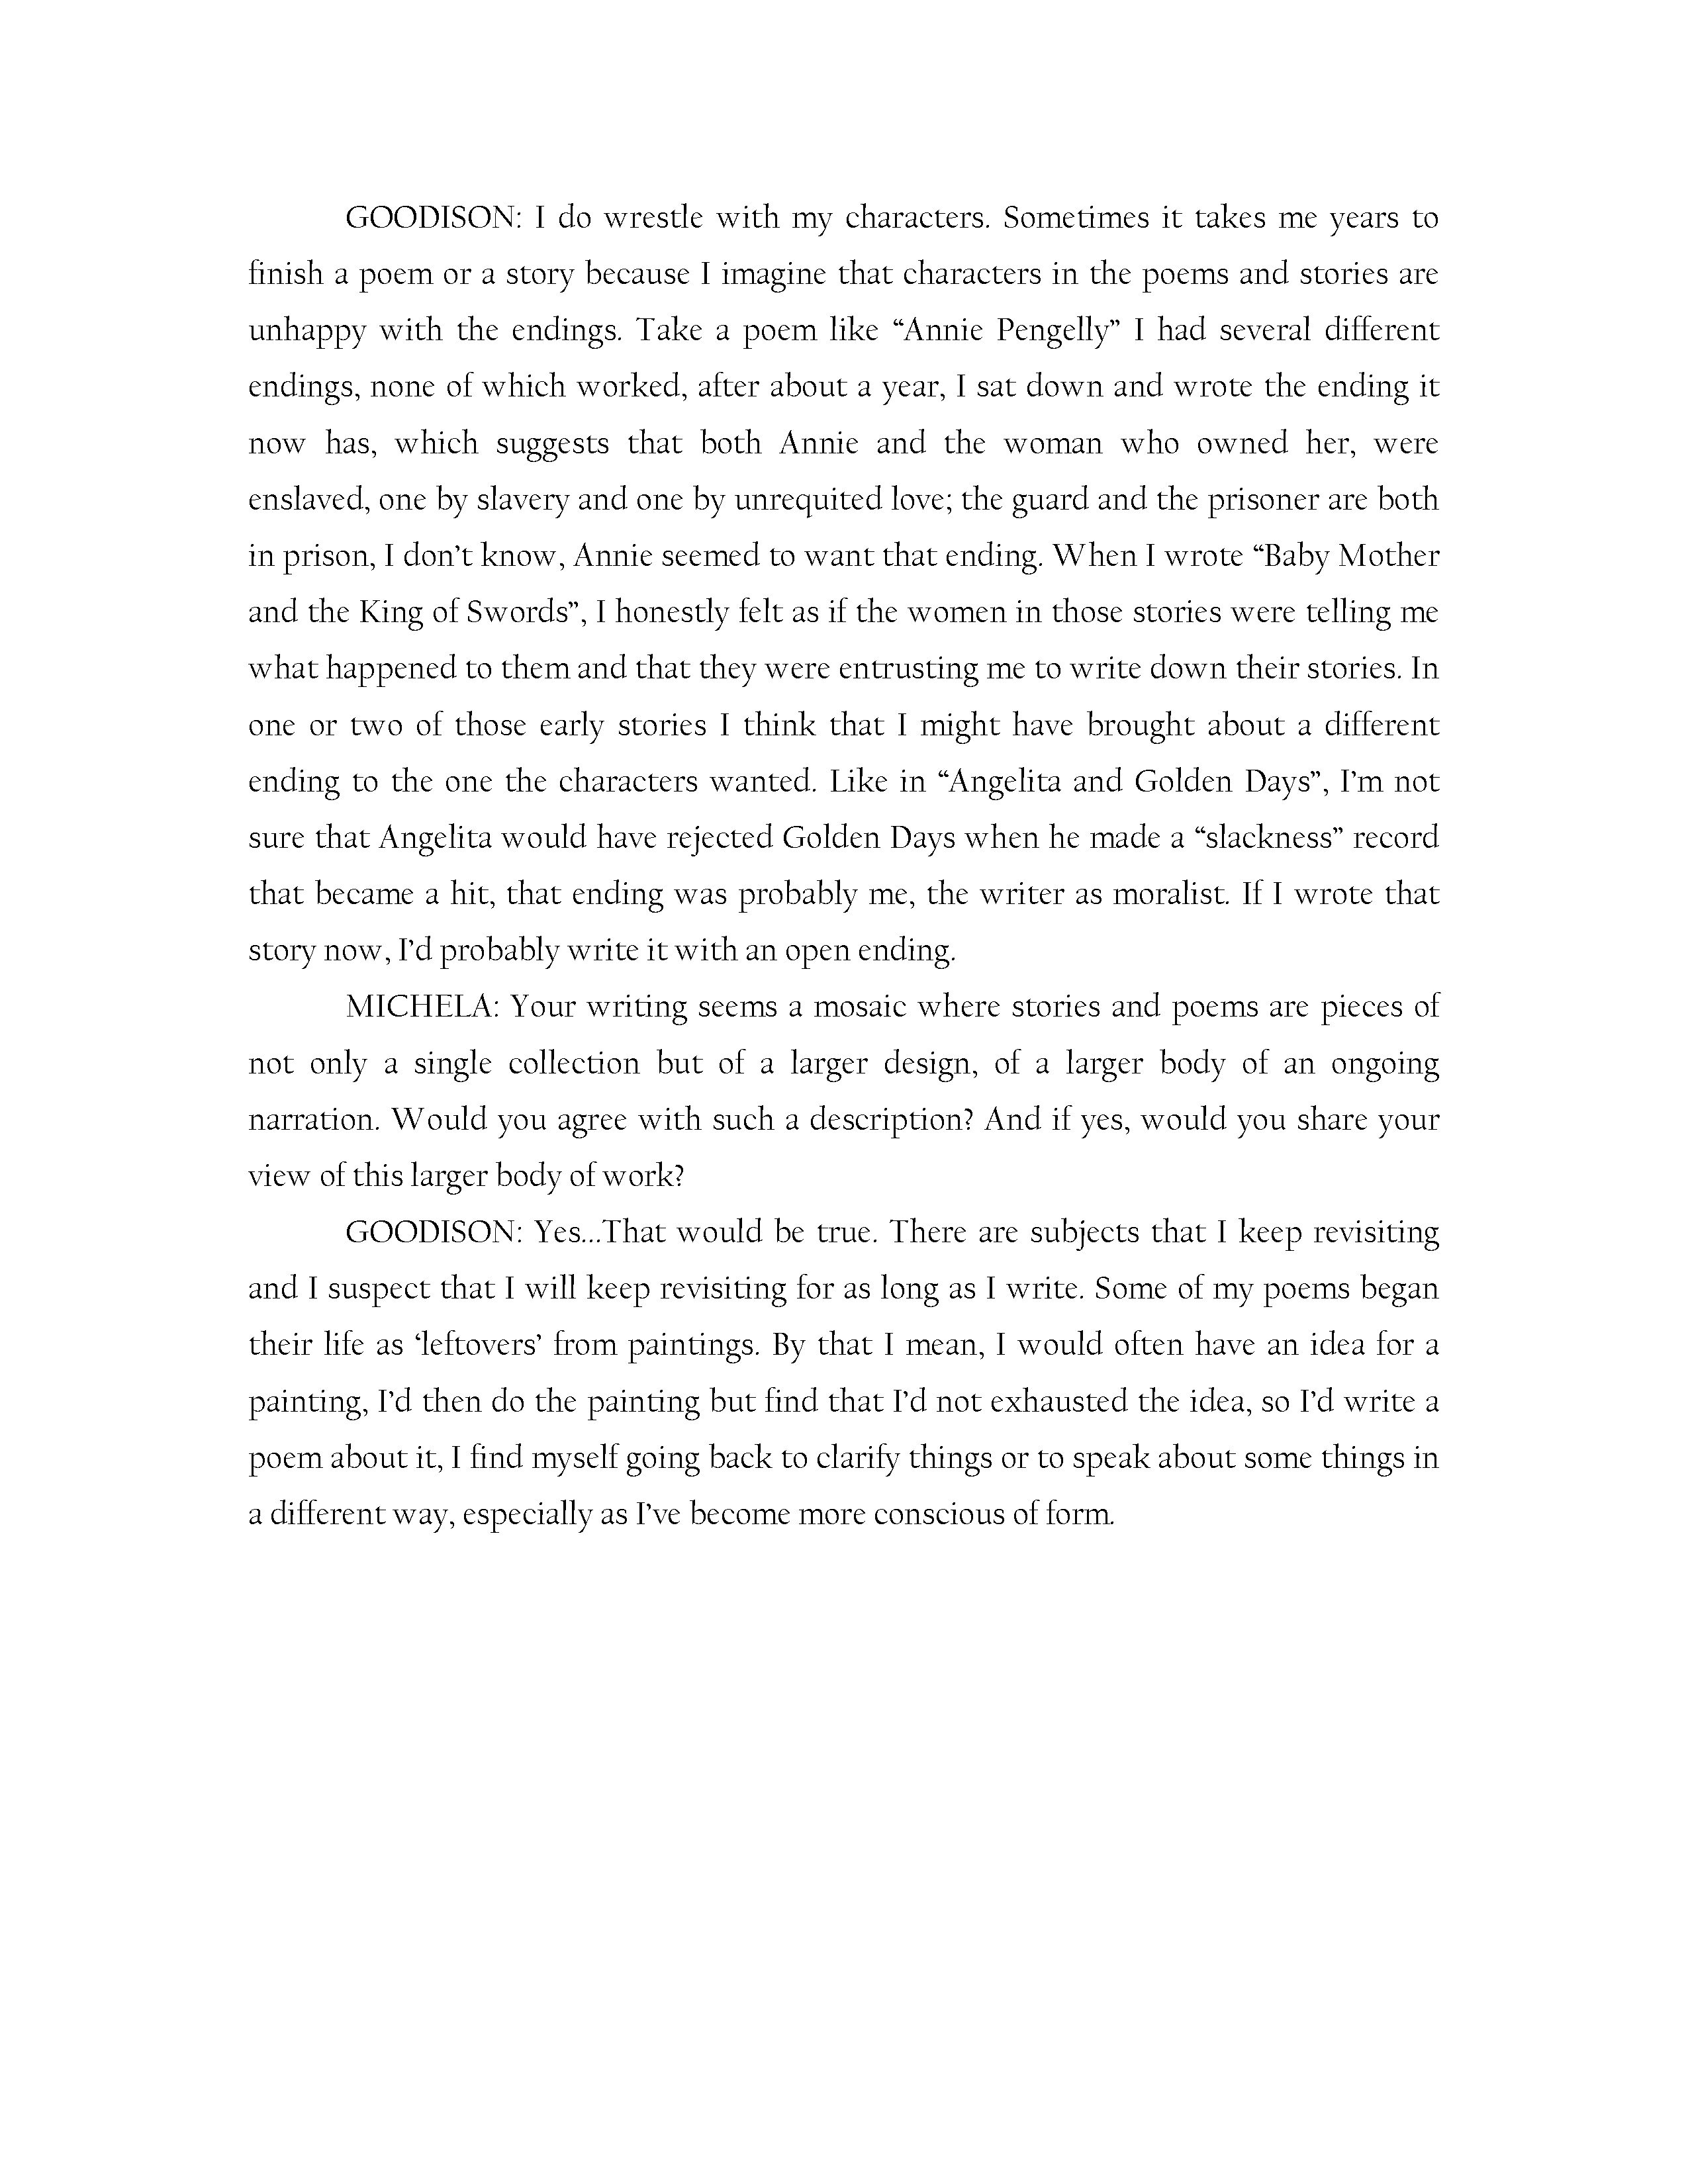 GOODISON: I do wrestle with my characters. Sometimes it takes me years to
finish a poem or a story because I imagine that characters in the poems and stories are
unhappy with the endings. Take a poem like “Annie Pengelly” I had several different
endings, none of which worked, after about a year, I sat down and wrote the ending it
now has, which suggests that both Annie and the woman who owned her, were
enslaved, one by slavery and one by unrequited love; the guard and the prisoner are both
in prison, I don’t know, Annie seemed to want that ending. When I wrote “Baby Mother
and the King of Swords”, I honestly felt as if the women in those stories were telling me
what happened to them and that they were entrusting me to write down their stories. In
one or two of those early stories I think that I might have brought about a different
ending to the one the characters wanted. Like in “Angelita and Golden Days”, I’m not
sure that Angelita would have rejected Golden Days when he made a “slackness” record
that became a hit, that ending was probably me, the writer as moralist. If I wrote that
story now, I’d probably write it with an open ending.
MICHELA: Your writing seems a mosaic where stories and poems are pieces of
not only a single collection but of a larger design, of a larger body of an ongoing
narration. Would you agree with such a description? And if yes, would you share your
view of this larger body of work?
GOODISON: Yes...That would be true. There are subjects that I keep revisiting
and I suspect that I will keep revisiting for as long as I write. Some of my poems began
their life as ‘leftovers’ from paintings. By that I mean, I would often have an idea for a
painting, I’d then do the painting but find that I’d not exhausted the idea, so I’d write a
poem about it, I find myself going back to clarify things or to speak about some things in
a different way, especially as I’ve become more conscious of form.